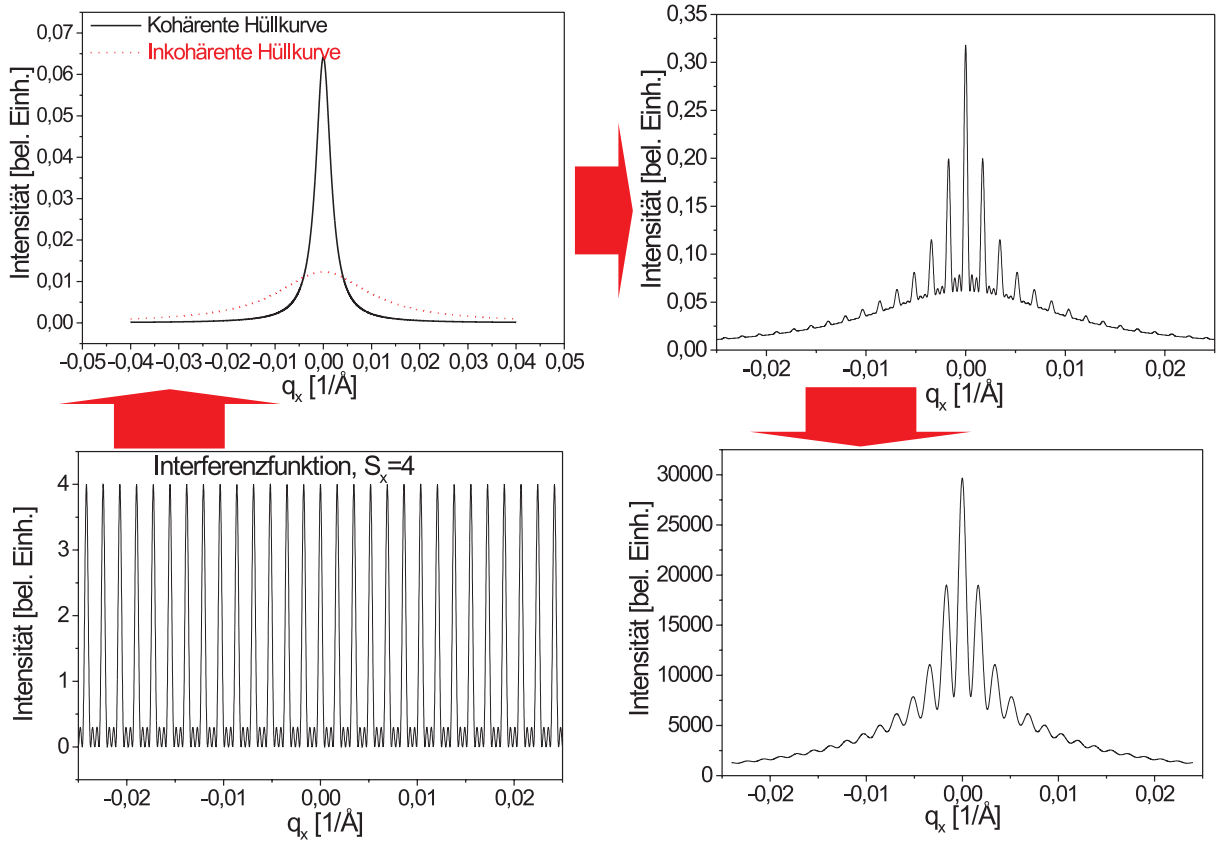 Kohärente Hüllkurve
Inkohärente Hüllkurve
Intensität [bel. Einh.]
0,07
0,06
0,05
0,04
0,03
0,02
0,01
0,00
-0,05 -0,04 -0,03 -0,02 -0,01 0,00 0,01 0,02 0,03 0,04 0,05
qx [1/Å]
Intensität [bel. Einh.]
0,35
0,30
0,25
0,20
0,15
0,10
0,05
0,00
-0,02 -0,01 0,00 0,01 0,02
qx [1/Å]
Interferenzfunktion, Sx=4
Intensität [bel. Einh.]
4
3
2
1
0
-0,02 -0,01 0,00 0,01 0,02
qx [1/Å]
Intensität [bel. Einh.]
30000
25000
20000
15000
10000
5000
0
-0,02 -0,01 0,00 0,01 0,02
qx [1/Å]